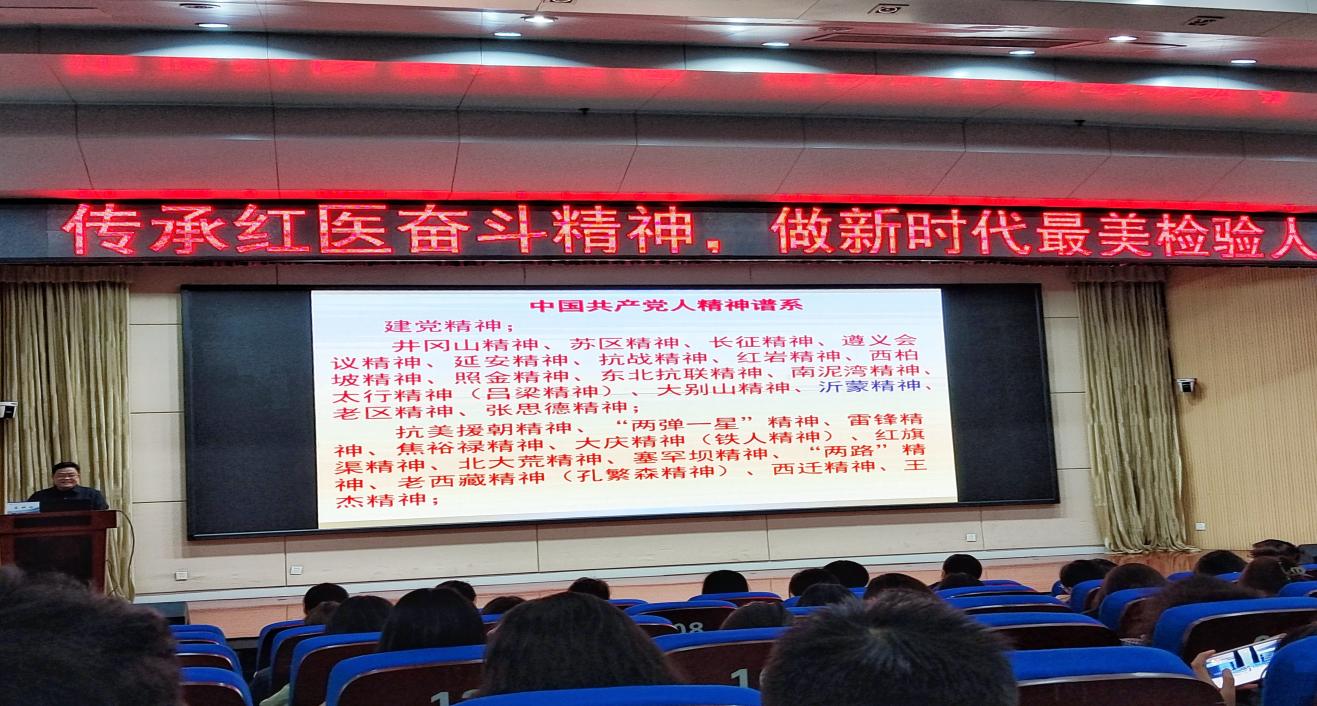 传承红医奋斗精神，做新时代最美检验人
中国共产党人精神谱系
建党精神；
井冈山精神、苏区精神、长征精神、遵义会
议精神、延安精神、抗战精神、红岩精神、西柏
坡精神、照金精神、东北抗联精神、南泥湾精神、
太行精神（吕梁精神）、大别山精神、沂蒙精神、
老区精神、张思德精神；
抗美援朝精神、“两弹一星”精神、雷锋精
神、焦裕禄精神、大庆精神（铁人精神）、红旗
渠精神、北大荒精神、塞罕坝精神、“两路”精
神、老西藏精神（孔繁森精神）、西迁精神、王
杰精神；
08